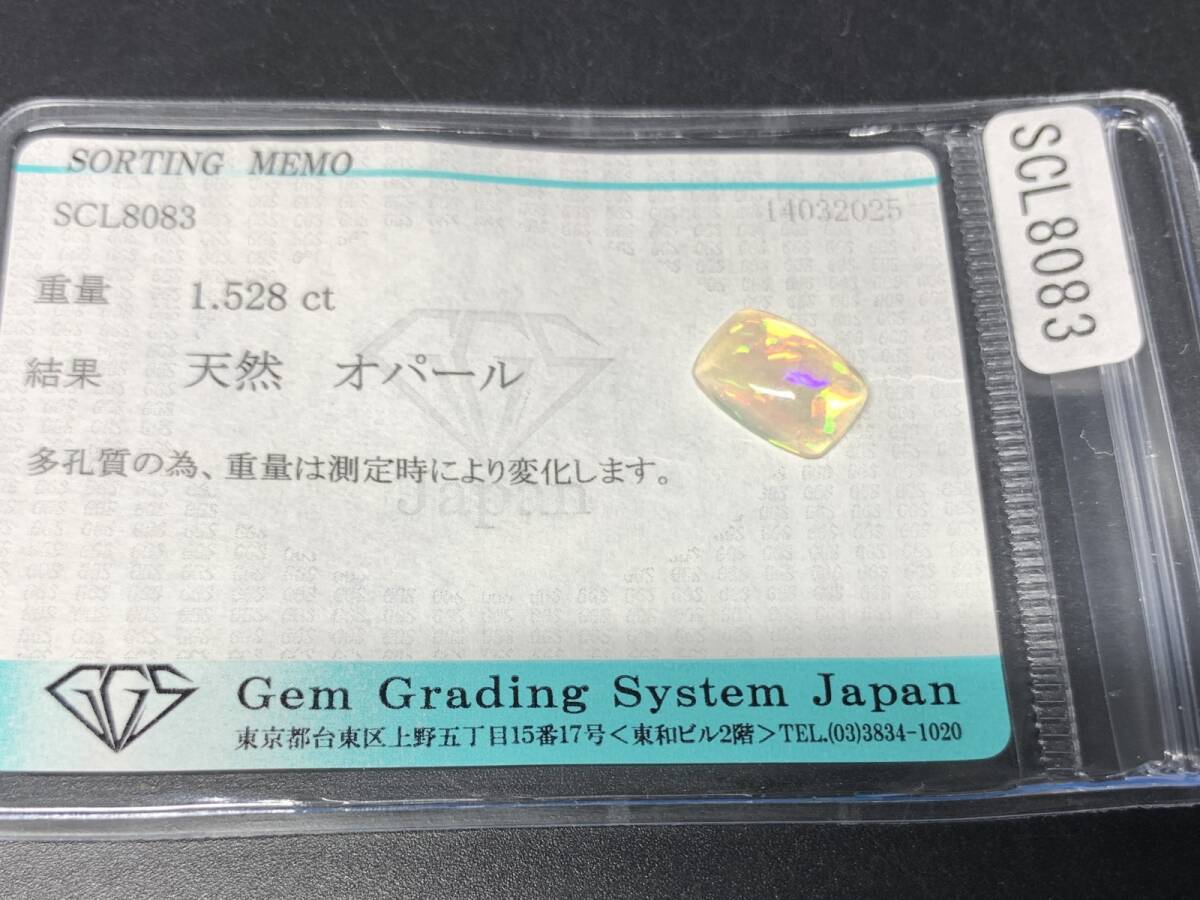 SORTING MEMO
SCL8083 14032025
重量 1.528 ct
結果 天然 オパール
多孔質の為、重量は測定時により変化します。
Japan
GGS Gem Grading System Japan
東京都台東区上野五丁目15番17号<東和ビル2階>TEL.(03)3834-1020
SCL8083